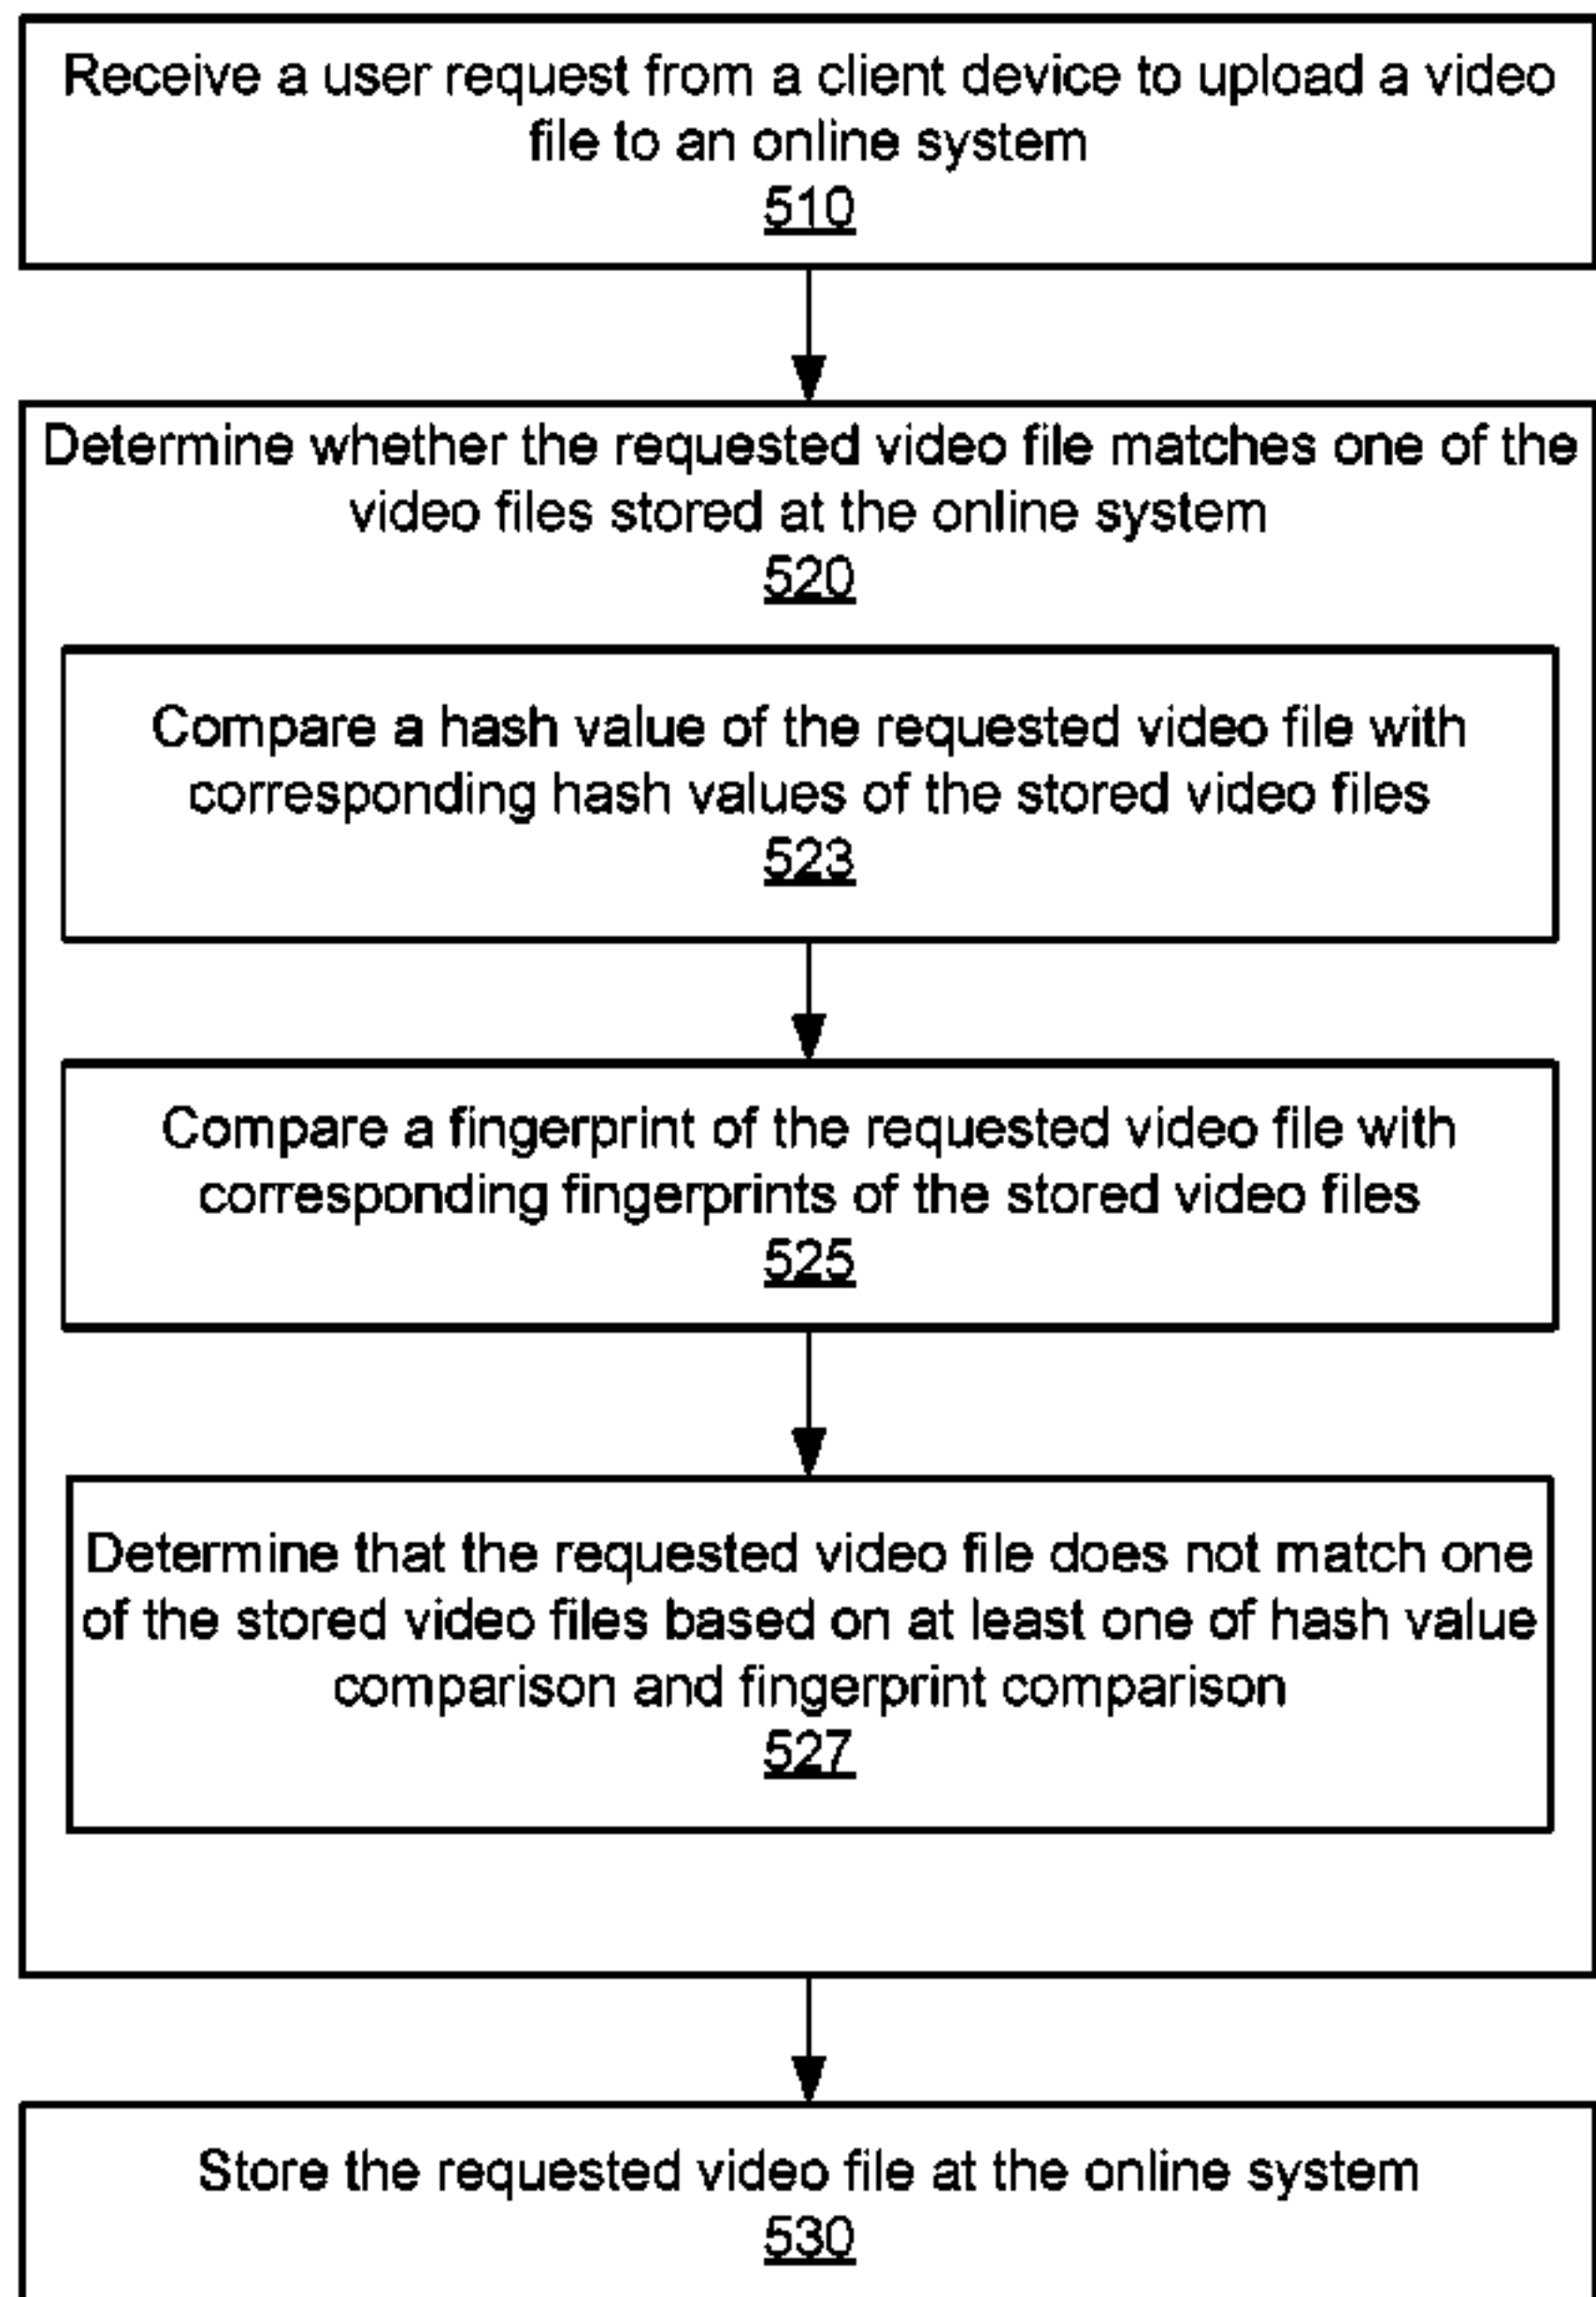 Receive a user request from a client device to upload a video
file to an online system
510
Determine whether the requested video file matches one of the
video files stored at the online system
520
Compare a hash value of the requested video file with
corresponding hash values of the stored video files
523
Compare a fingerprint of the requested video file with
corresponding fingerprints of the stored video files
525
Determine that the requested video file does not match one
of the stored video files based on at least one of hash value
comparison and fingerprint comparison
527
Store the requested video file at the online system
530